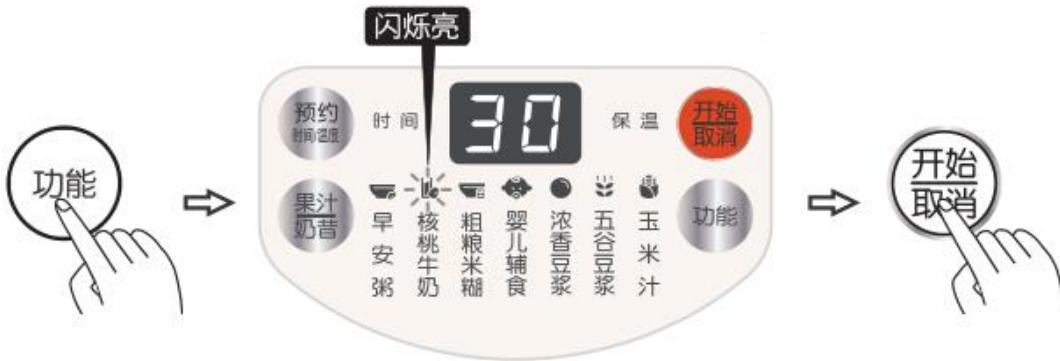 闪烁亮
预约
时间/温度
时间
30
保温
开始
取消
功能
果汁
奶昔
早安粥
核桃牛奶
粗粮米糊
婴儿辅食
浓香豆浆
五谷豆浆
玉米汁
功能
开始
取消